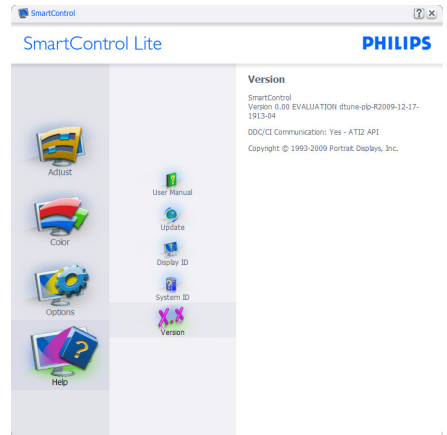 SmartControl
? ×
SmartControl Lite
PHILIPS
Adjust
Color
Options
Help
User Manual
Update
Display ID
System ID
X.X
Version
Version
SmartControl
Version 0.00 EVALUATION dtune-plp-R2009-12-17-
1913-04
DDC/CI Communication: Yes - ATI2 API
Copyright © 1993-2009 Portrait Displays, Inc.